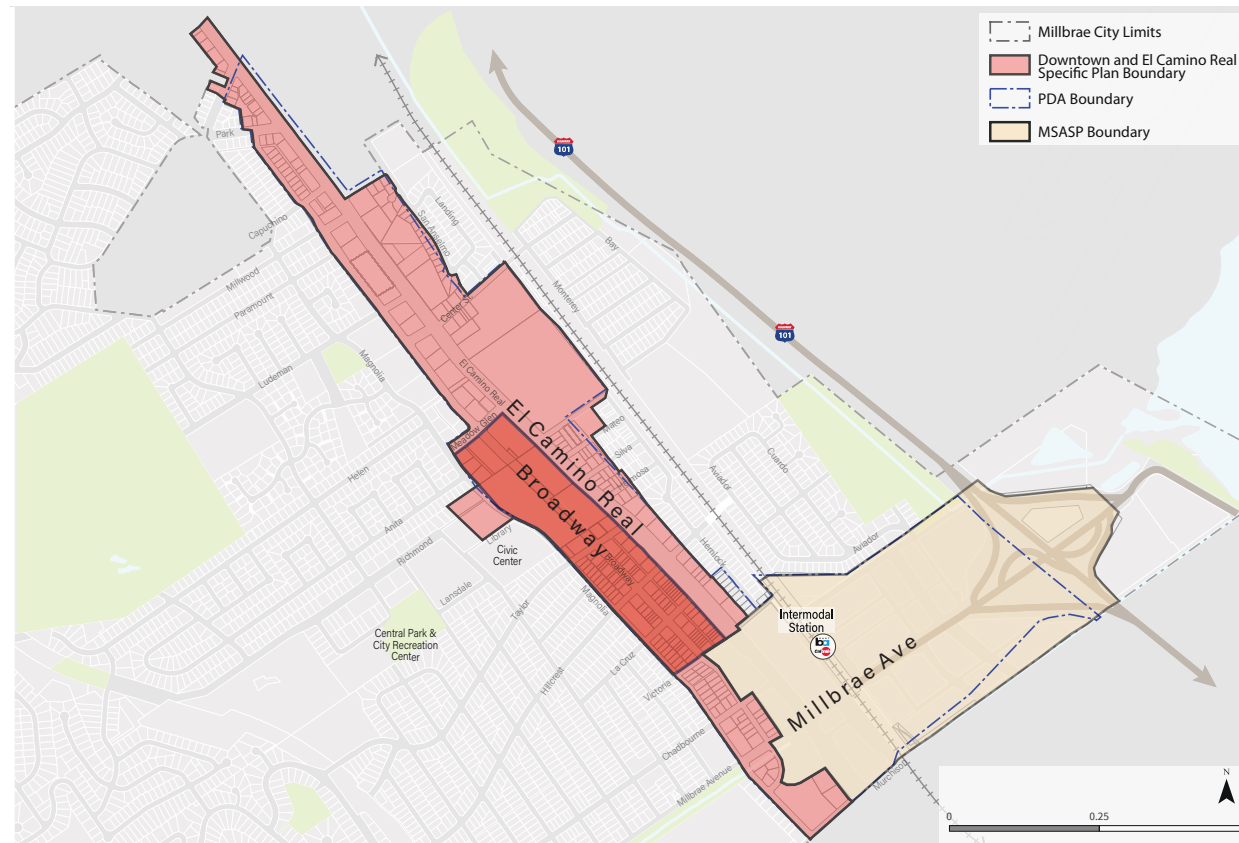 Millbrae City Limits
Downtown and El Camino Real
Specific Plan Boundary
PDA Boundary
MSASP Boundary
101
101
Park
Capuchino
Landing
San Anselmo
Bay
Millwood
Monterey
Paramount
Center St
Magnolia
Ludeman
El Camino Real
El Camino Real
Meadow Glen
Mateo
Silva
Broadway
Aviador
Cuardo
Helen
Anita
Richmond
Library
Civic
Center
Broadway
Hemlock
Aviador
Lansdale
Taylor
Magnolia
Intermodal
Station
Central Park &
City Recreation
Center
Hillcrest
La Cruz
Victoria
Millbrae Ave
Chadbourne
Millbrae Avenue
N
0
0.25